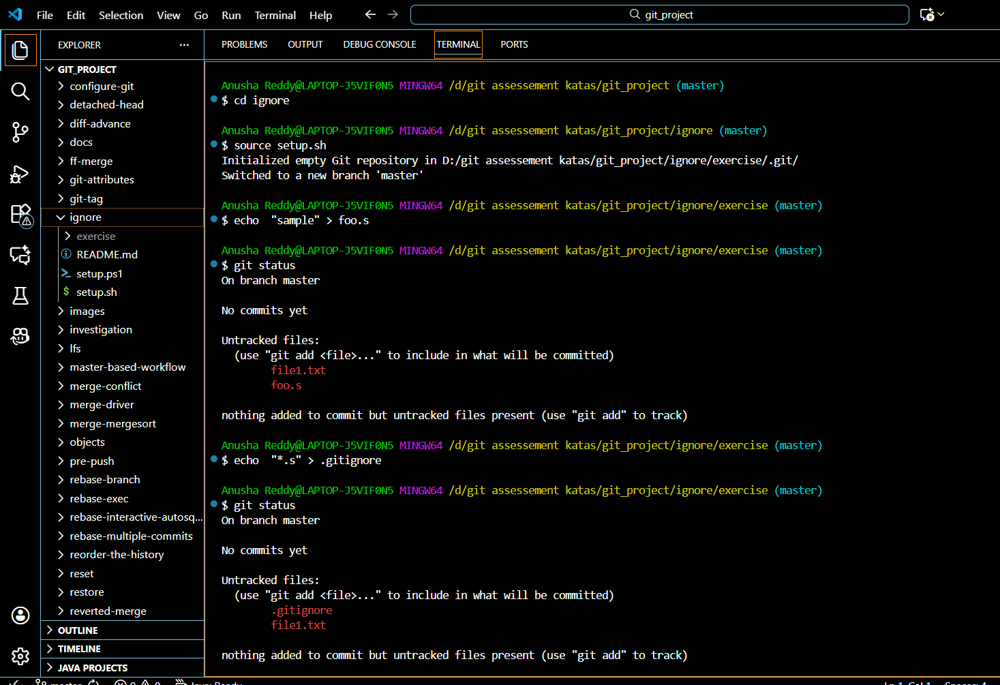 File Edit Selection View Go Run Terminal Help
git_project
EXPLORER
GIT_PROJECT
configure-git
detached-head
diff-advance
docs
ff-merge
git-attributes
git-tag
ignore
exercise
README.md
setup.ps1
$ setup.sh
images
investigation
lfs
master-based-workflow
merge-conflict
merge-driver
merge-mergesort
objects
pre-push
rebase-branch
rebase-exec
rebase-interactive-autosq...
rebase-multiple-commits
reorder-the-history
reset
restore
reverted-merge
OUTLINE
TIMELINE
JAVA PROJECTS
PROBLEMS OUTPUT DEBUG CONSOLE TERMINAL PORTS
Anusha Reddy@LAPTOP-J5VIF0N5 MINGW64 /d/git assessement katas/git_project (master)
$ cd ignore
Anusha Reddy@LAPTOP-J5VIF0N5 MINGW64 /d/git assessement katas/git_project/ignore (master)
$ source setup.sh
Initialized empty Git repository in D:/git assessement katas/git_project/ignore/exercise/.git/
Switched to a new branch 'master'
Anusha Reddy@LAPTOP-J5VIF0N5 MINGW64 /d/git assessement katas/git_project/ignore/exercise (master)
$ echo  "sample" > foo.s
Anusha Reddy@LAPTOP-J5VIF0N5 MINGW64 /d/git assessement katas/git_project/ignore/exercise (master)
$ git status
On branch master
No commits yet
Untracked files:
(use "git add <file>..." to include in what will be committed)
file1.txt
foo.s
nothing added to commit but untracked files present (use "git add" to track)
Anusha Reddy@LAPTOP-J5VIF0N5 MINGW64 /d/git assessement katas/git_project/ignore/exercise (master)
$ echo  "*.s" > .gitignore
Anusha Reddy@LAPTOP-J5VIF0N5 MINGW64 /d/git assessement katas/git_project/ignore/exercise (master)
$ git status
On branch master
No commits yet
Untracked files:
(use "git add <file>..." to include in what will be committed)
.gitignore
file1.txt
nothing added to commit but untracked files present (use "git add" to track)